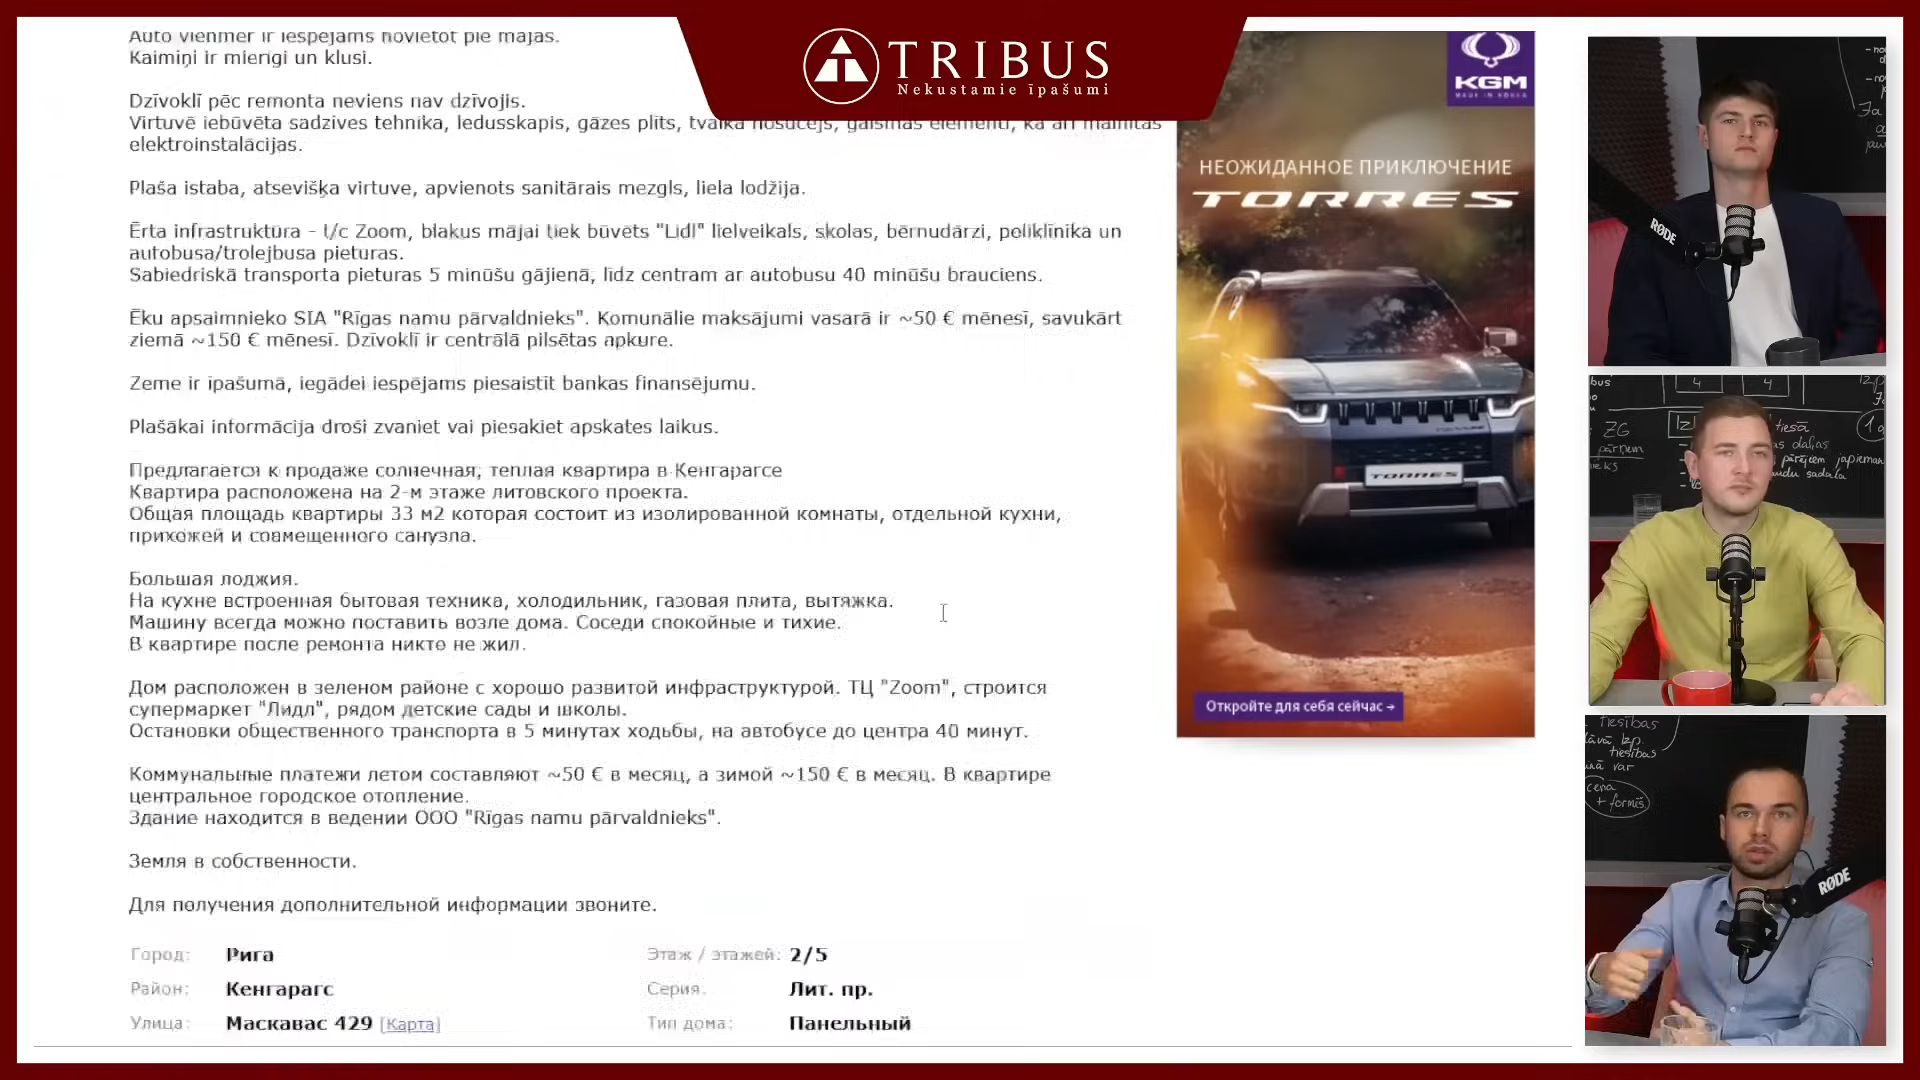 Auto vienmēr ir iespējams novietot pie mājas.
Kaimiņi ir mierīgi un klusi.
Dzīvoklī pēc remonta neviens nav dzīvojis.
Virtuvē iebūvēta sadzīves tehnika, ledusskapis, gāzes plīts, tvaika nosūcējs, gaismas elementi, kā arī mainītas
elektroinstalācijas.
Plaša istaba, atsevišķa virtuve, apvienots sanitārais mezgls, liela lodžija.
Ērta infrastruktūra - t/c Zoom, blakus mājai tiek būvēts "Lidl" lielveikals, skolas, bērnudārzi, poliklīnika un
autobusa/trolejbusa pieturas.
Sabiedriskā transporta pieturas 5 minūšu gājienā, līdz centram ar autobusu 40 minūšu brauciens.
Ēku apsaimnieko SIA "Rīgas namu pārvaldnieks". Komunālie maksājumi vasarā ir ~50 € mēnesī, savukārt
ziemā ~150 € mēnesī. Dzīvoklī ir centrālā pilsētas apkure.
Zeme ir īpašumā, iegādei iespējams piesaistīt bankas finansējumu.
Plašākai informācija droši zvaniet vai piesakiet apskates laikus.
Предлагается к продаже солнечная, теплая квартира в Кенгарагсе
Квартира расположена на 2-м этаже литовского проекта.
Общая площадь квартиры 33 м2 которая состоит из изолированной комнаты, отдельной кухни,
прихожей и совмещенного санузла.
Большая лоджия.
На кухне встроенная бытовая техника, холодильник, газовая плита, вытяжка.
Машину всегда можно поставить возле дома. Соседи спокойные и тихие.
В квартире после ремонта никто не жил.
Дом расположен в зеленом районе с хорошо развитой инфраструктурой. ТЦ "Zoom", строится
супермаркет "Лидл", рядом детские сады и школы.
Остановки общественного транспорта в 5 минутах ходьбы, на автобусе до центра 40 минут.
Коммунальные платежи летом составляют ~50 € в месяц, а зимой ~150 € в месяц. В квартире
центральное городское отопление.
Здание находится в ведении ООО "Rīgas namu pārvaldnieks".
Земля в собственности.
Для получения дополнительной информации звоните.
Город: Рига
Этаж / этажей: 2/5
Район: Кенгарагс
Серия: Лит. пр.
Улица: Маскавас 429 [Карта]
Тип дома: Панельный
TRIBUS
Nekustamie īpašumi
KGM
НЕОЖИДАННОЕ ПРИКЛЮЧЕНИЕ
TORRES
TORRES
Откройте для себя сейчас →
RØDE
bus
4 4
ZG
tiesā
pārējiem
RØDE
tiesības
tiesības
var
cena
+ formis